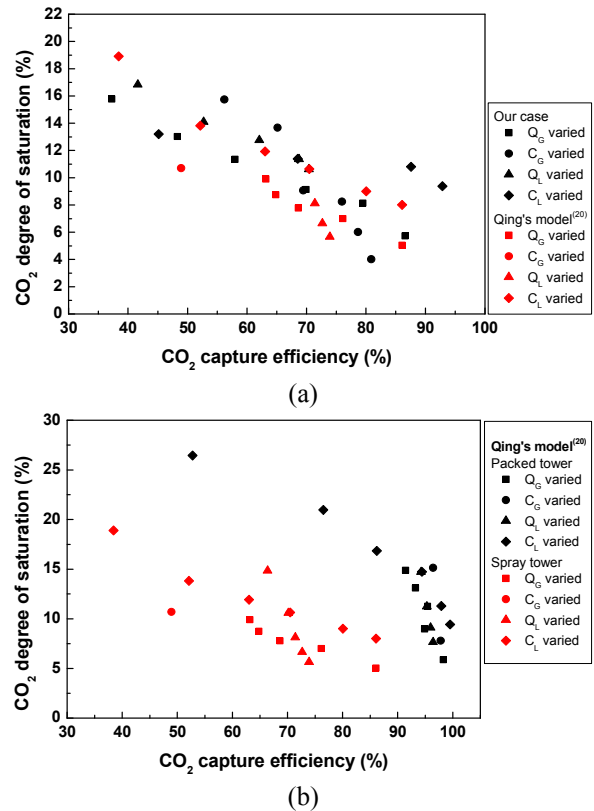 22
20
18
16
14
12
10
8
6
4
2
0
CO2 degree of saturation (%)
30 40 50 60 70 80 90 100
CO2 capture efficiency (%)
Our case
QG varied
CG varied
QL varied
CL varied
Qing's model(20)
QG varied
CG varied
QL varied
CL varied
(a)
30
25
20
15
10
5
0
CO2 degree of saturation (%)
30 40 50 60 70 80 90 100
CO2 capture efficiency (%)
Qing's model(20)
Packed tower
QG varied
CG varied
QL varied
CL varied
Spray tower
QG varied
CG varied
QL varied
CL varied
(b)